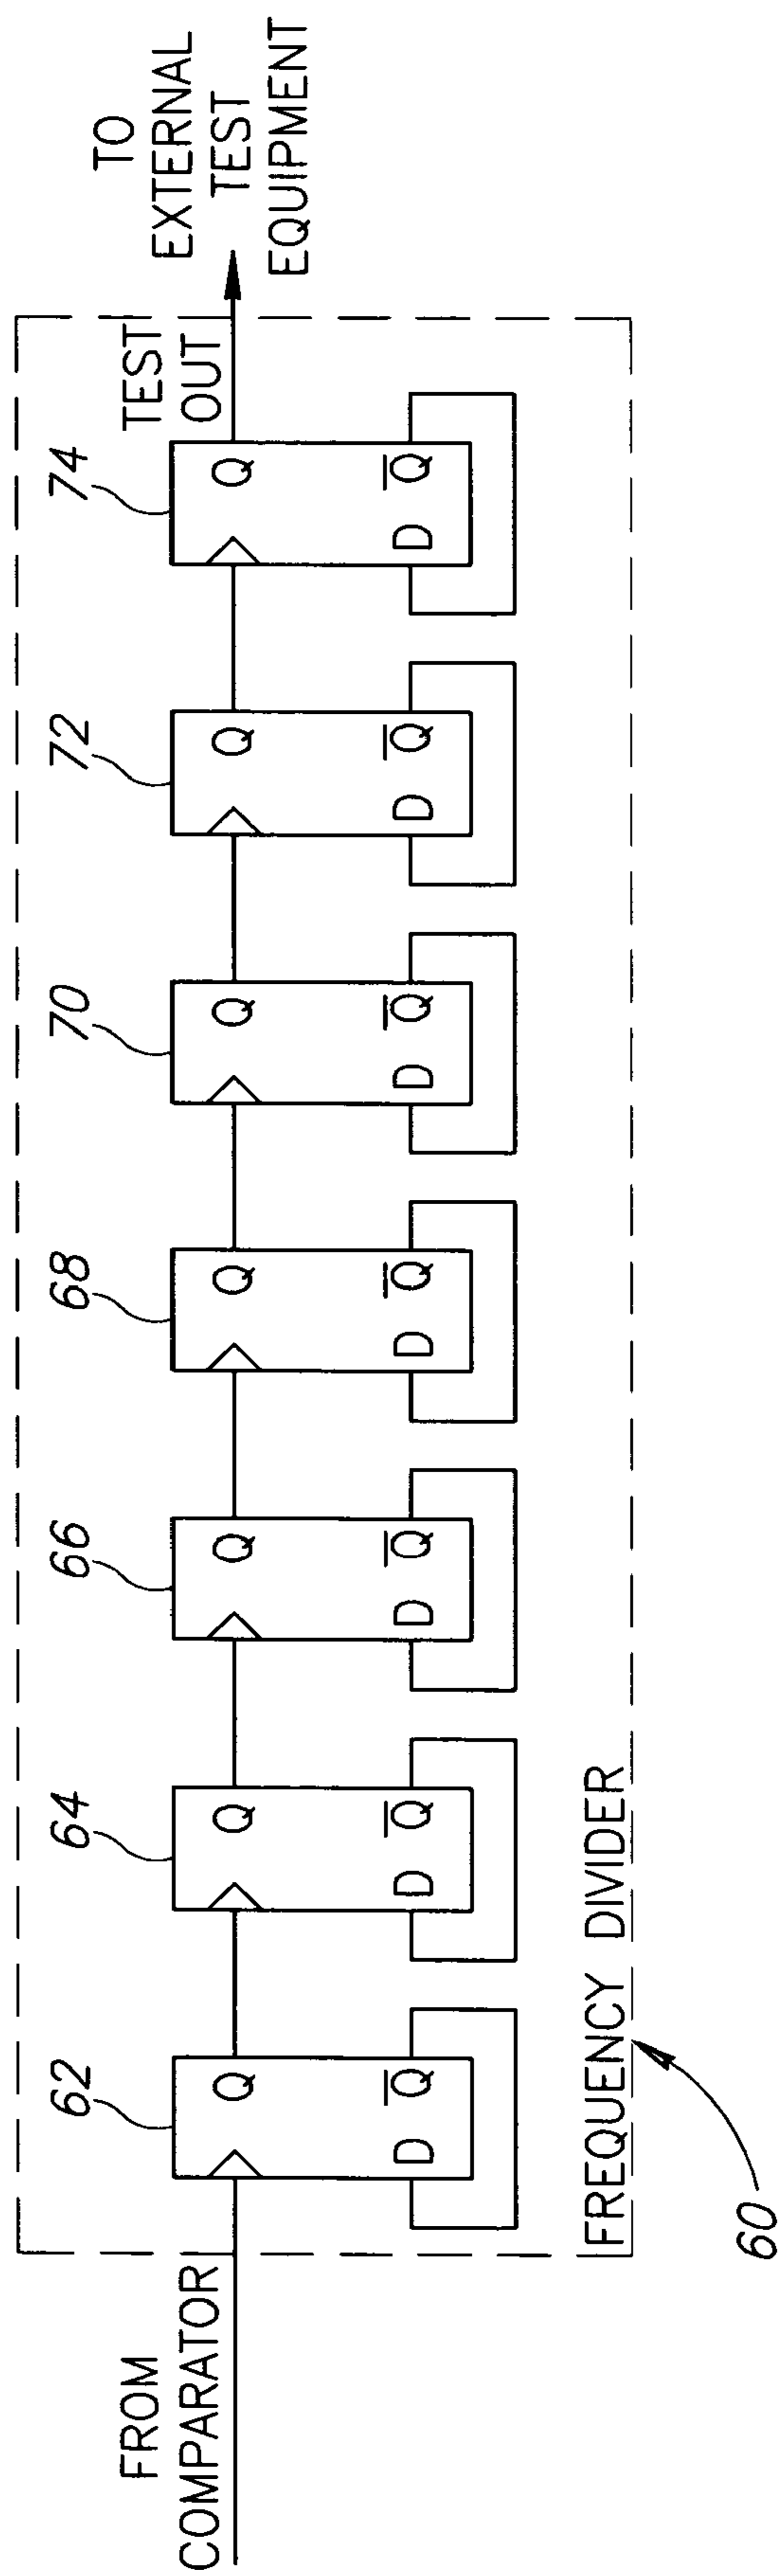 FROM
COMPARATOR
62
64
66
68
70
72
74
Q
D
Q
Q
D
Q
Q
D
Q
Q
D
Q
Q
D
Q
Q
D
Q
Q
D
Q
TEST
OUT
TO
EXTERNAL
TEST
EQUIPMENT
FREQUENCY DIVIDER
60